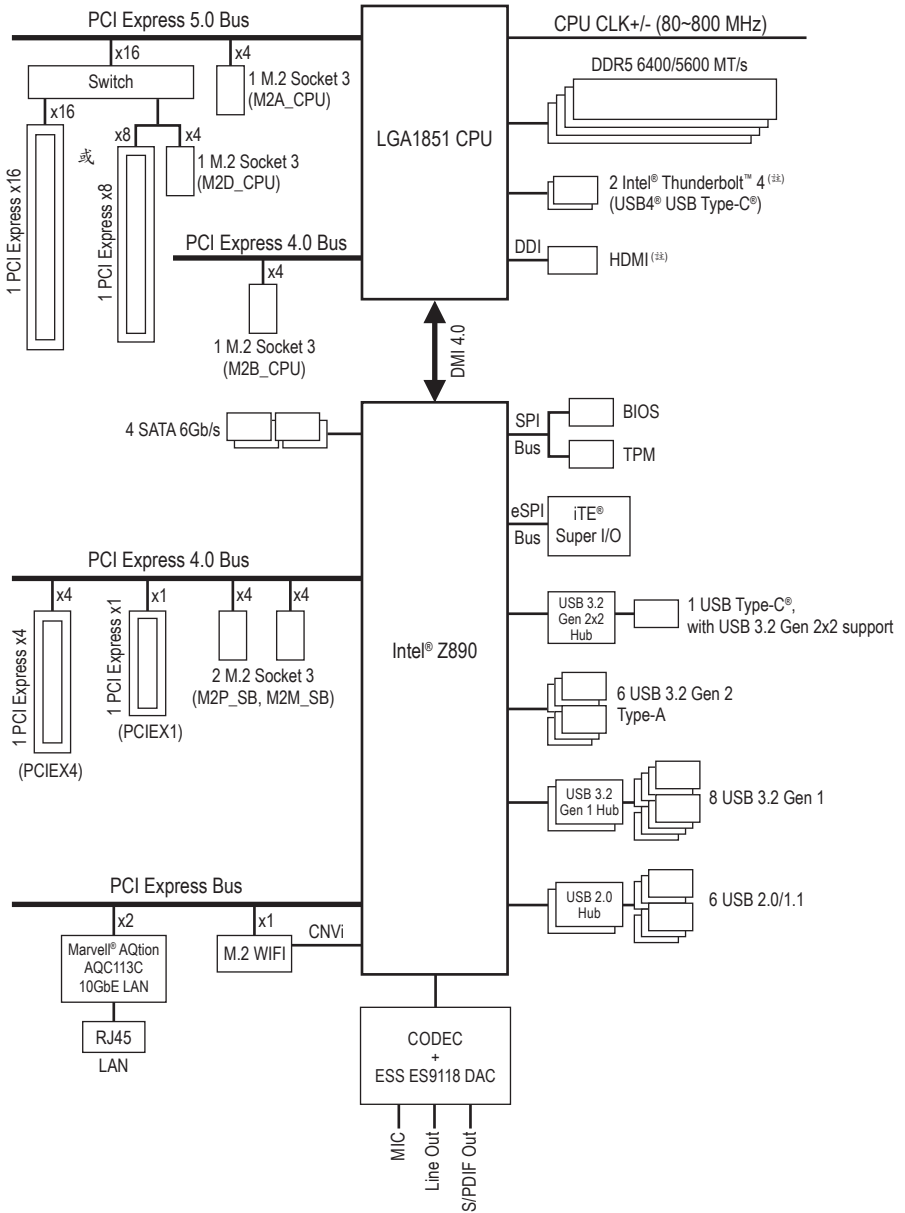 PCI Express 5.0 Bus
CPU CLK+/- (80~800 MHz)
x16
x4
Switch
1 M.2 Socket 3
(M2A_CPU)
DDR5 6400/5600 MT/s
LGA1851 CPU
x16
或
x8
x4
1 PCI Express x16
1 PCI Express x8
1 M.2 Socket 3
(M2D_CPU)
2 Intel® Thunderbolt™ 4 (註)
(USB4® USB Type-C®)
PCI Express 4.0 Bus
DDI
HDMI (註)
x4
1 M.2 Socket 3
(M2B_CPU)
DMI 4.0
4 SATA 6Gb/s
SPI
Bus
BIOS
TPM
eSPI
Bus
iTE®
Super I/O
PCI Express 4.0 Bus
x4
x1
x4
x4
1 PCI Express x4
1 PCI Express x1
2 M.2 Socket 3
(M2P_SB, M2M_SB)
(PCIEX1)
(PCIEX4)
Intel® Z890
USB 3.2
Gen 2x2
Hub
1 USB Type-C®,
with USB 3.2 Gen 2x2 support
6 USB 3.2 Gen 2
Type-A
USB 3.2
Gen 1 Hub
8 USB 3.2 Gen 1
PCI Express Bus
x2
x1
CNVi
Marvell® AQtion
AQC113C
10GbE LAN
M.2 WIFI
RJ45
LAN
USB 2.0
Hub
6 USB 2.0/1.1
CODEC
+
ESS ES9118 DAC
MIC
Line Out
S/PDIF Out